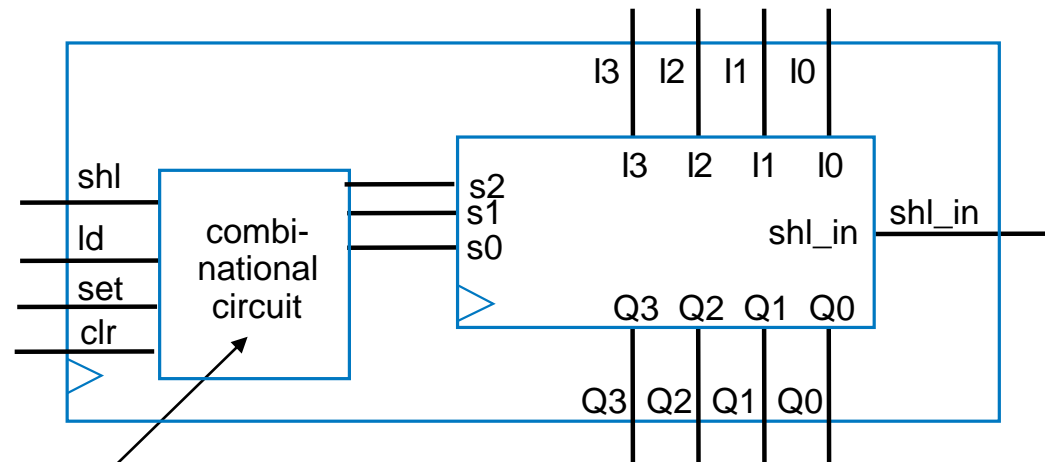 I3 I2 I1 I0
I3 I2 I1 I0
shl
ld
set
clr
combi-
national
circuit
s2
s1
s0
shl_in
shl_in
Q3 Q2 Q1 Q0
Q3 Q2 Q1 Q0